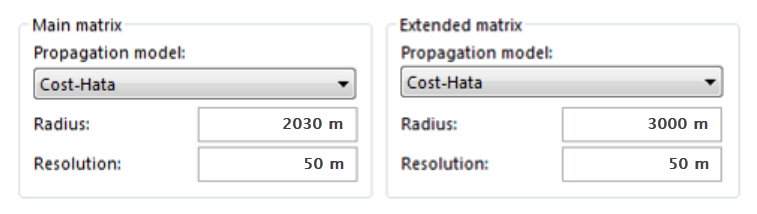 Main matrix
Propagation model:
Cost-Hata
Radius: 2030 m
Resolution: 50 m
Extended matrix
Propagation model:
Cost-Hata
Radius: 3000 m
Resolution: 50 m